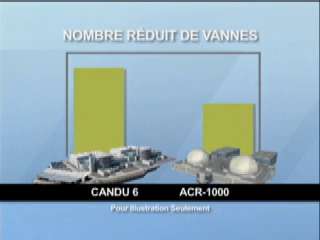 NOMBRE RÉDUIT DE VANNES
CANDU 6 ACR-1000
Pour Illustration Seulement